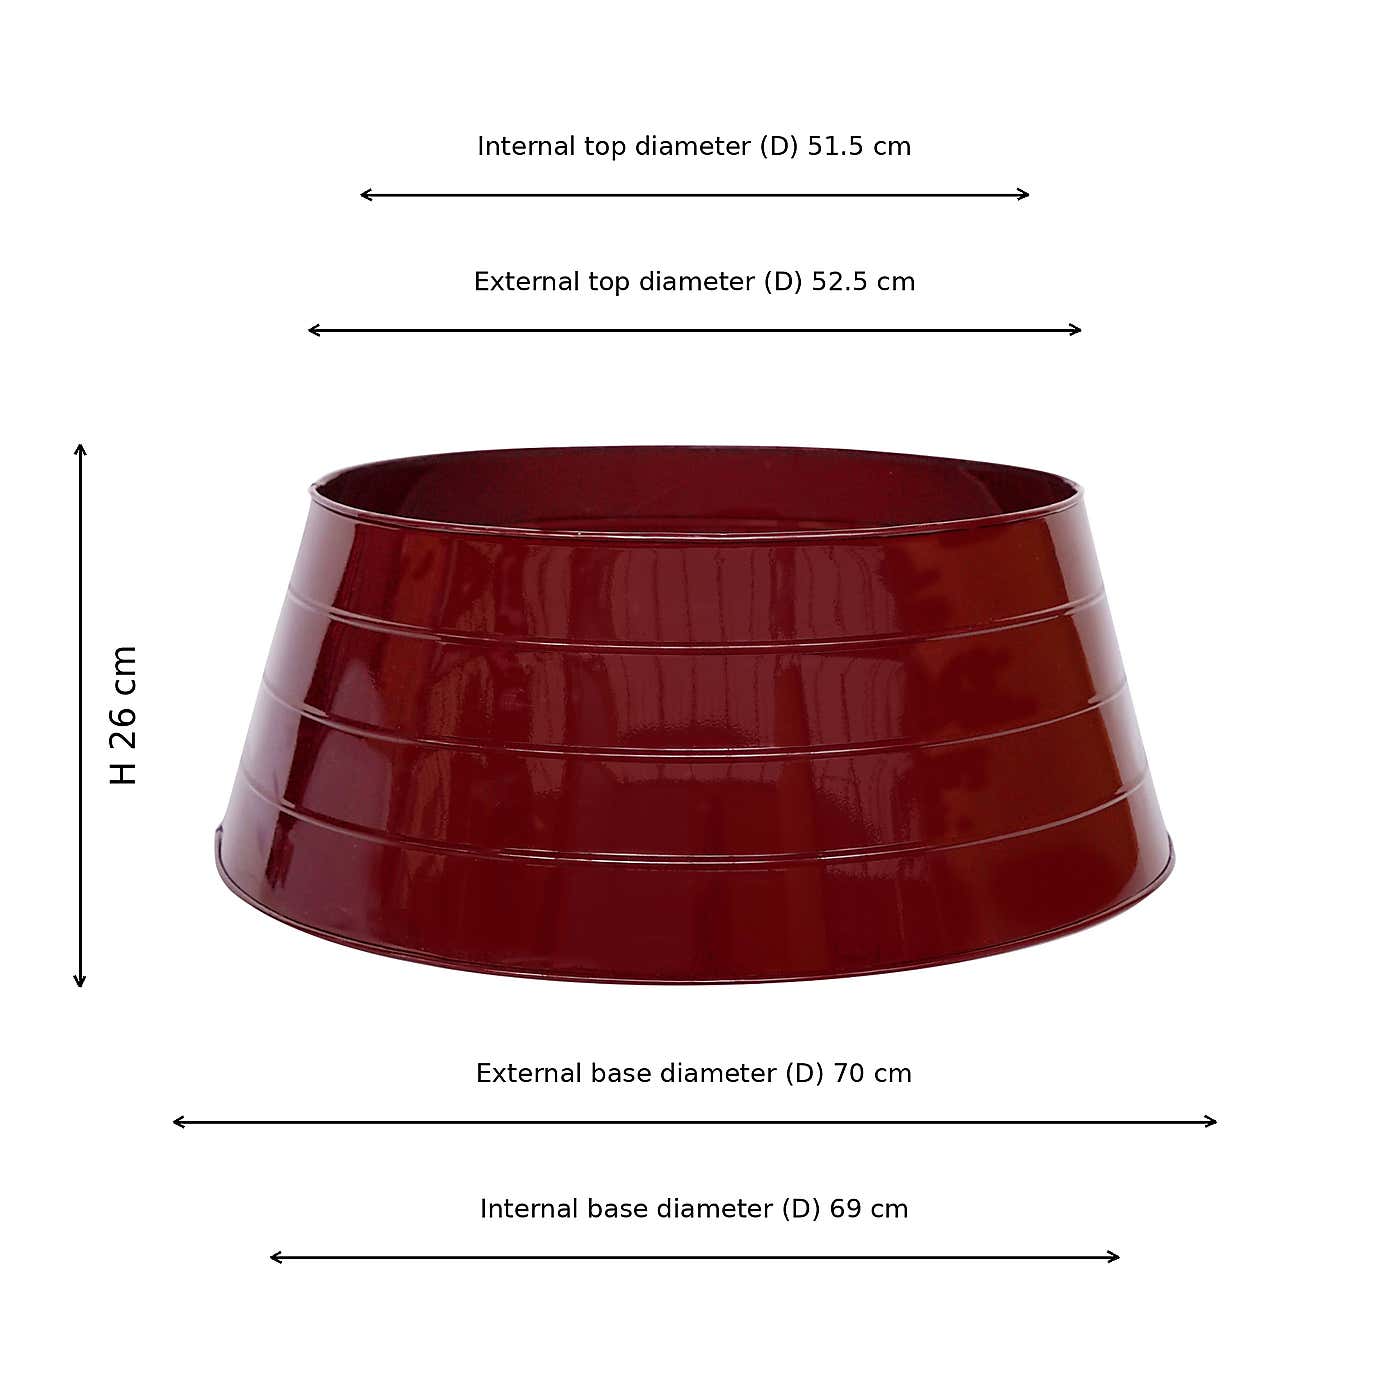 Internal top diameter (D) 51.5 cm
External top diameter (D) 52.5 cm
H 26 cm
External base diameter (D) 70 cm
Internal base diameter (D) 69 cm